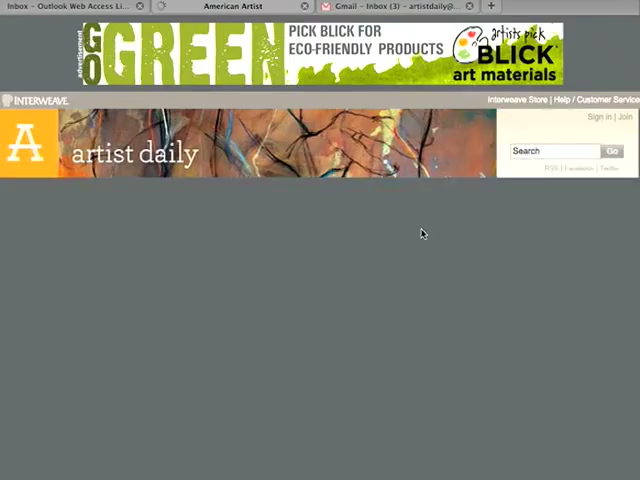 Inbox - Outlook Web Access Li...
American Artist
Gmail - Inbox (3) - artistdaily@...
advertisement
GO GREEN
PICK BLICK FOR
ECO-FRIENDLY PRODUCTS
artists pick
BLICK
art materials
INTERWEAVE.
Interweave Store | Help / Customer Service
Sign in | Join
A
artist daily
Search
Go
RSS | Facebook | Twitter